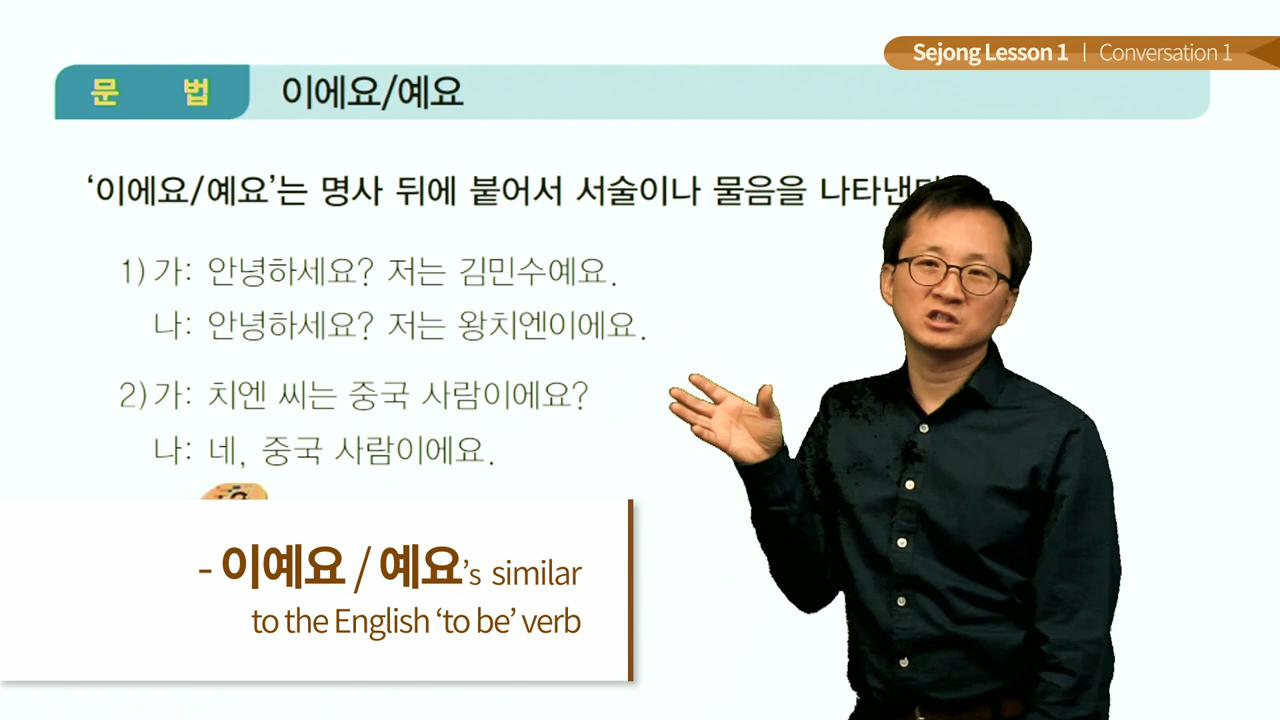 Sejong Lesson 1 | Conversation 1
문 법 이에요/예요
‘이에요/예요’는 명사 뒤에 붙어서 서술이나 물음을
1) 가: 안녕하세요? 저는 김민수예요.
나: 안녕하세요? 저는 왕치엔이에요.
2) 가: 치엔 씨는 중국 사람이에요?
나: 네, 중국 사람이에요.
- 이예요 / 예요’s similar
to the English ‘to be’ verb